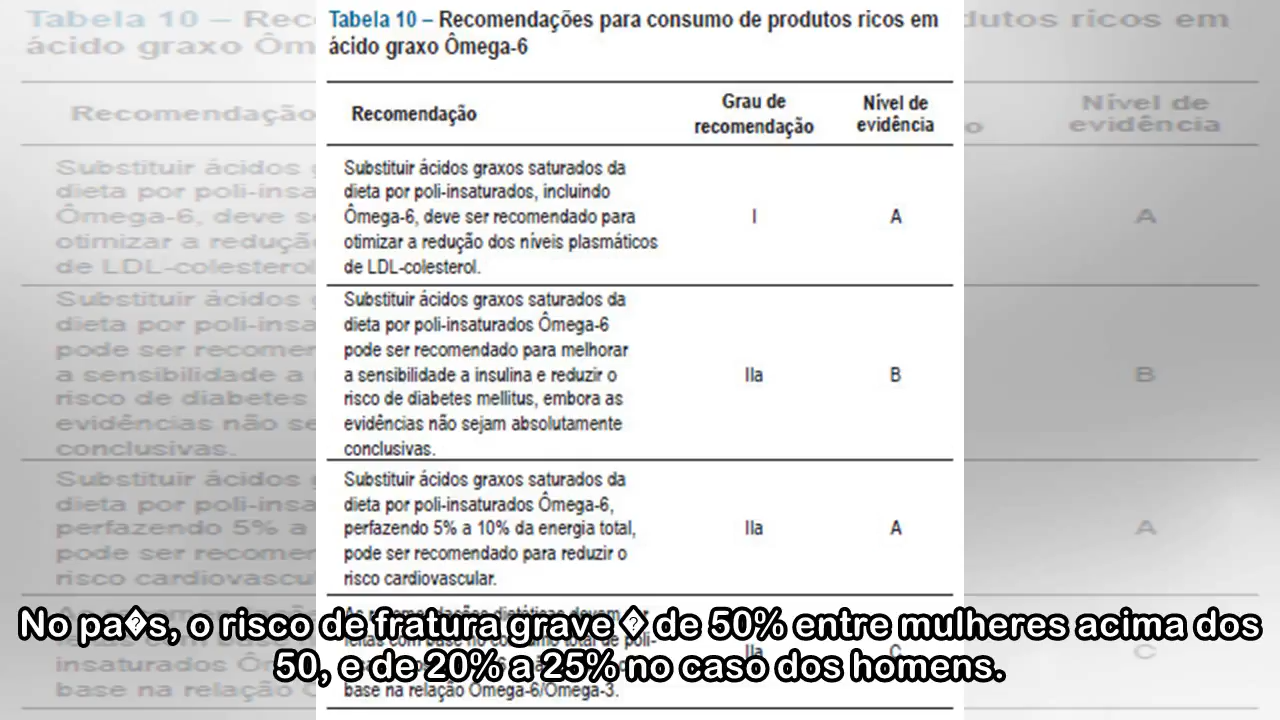 Tabela 10 – Recomendações para consumo de produtos ricos em
ácido graxo Ômega-6
Recomendação
Grau de
recomendação
Nível de
evidência
Substituir ácidos graxos saturados da
dieta por poli-insaturados, incluindo
Ômega-6, deve ser recomendado para
otimizar a redução dos níveis plasmáticos
de LDL-colesterol.
I
A
Substituir ácidos graxos saturados da
dieta por poli-insaturados Ômega-6
pode ser recomendado para melhorar
a sensibilidade a insulina e reduzir o
risco de diabetes mellitus, embora as
evidências não sejam absolutamente
conclusivas.
IIa
B
Substituir ácidos graxos saturados da
dieta por poli-insaturados Ômega-6,
perfazendo 5% a 10% da energia total,
pode ser recomendado para reduzir o
risco cardiovascular.
IIa
A
base na relação Ômega-6/Ômega-3.
No pa�s, o risco de fratura grave � de 50% entre mulheres acima dos
50, e de 20% a 25% no caso dos homens.